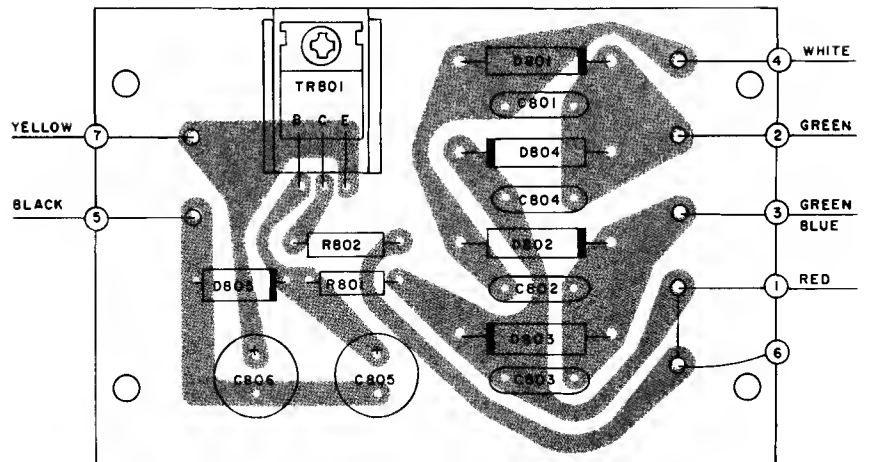 D801
4 WHITE
TR801
C801
B C E
YELLOW 7
2 GREEN
D804
BLACK 5
C804
3 GREEN
BLUE
R802
D802
D805
R801
C802
1 RED
D803
6
C806
C805
C803
+
+